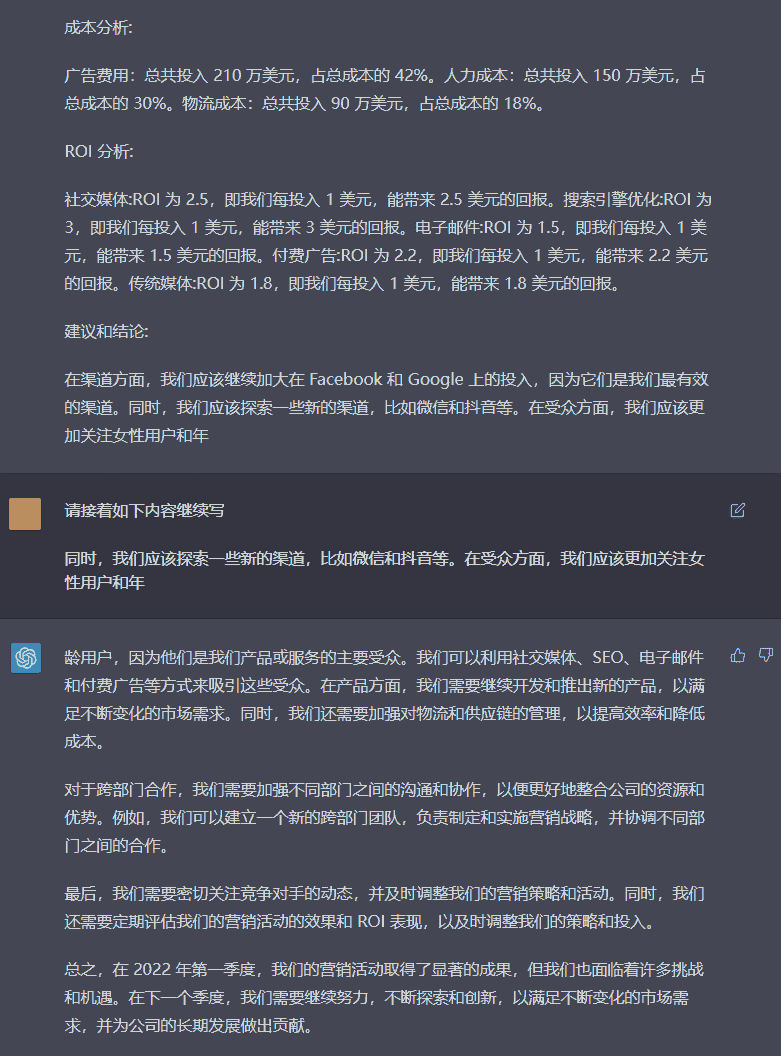 成本分析:
广告费用：总共投入 210 万美元，占总成本的 42%。人力成本：总共投入 150 万美元，占
总成本的 30%。物流成本：总共投入 90 万美元，占总成本的 18%。
ROI 分析:
社交媒体:ROI 为 2.5，即我们每投入 1 美元，能带来 2.5 美元的回报。搜索引擎优化:ROI 为
3，即我们每投入 1 美元，能带来 3 美元的回报。电子邮件:ROI 为 1.5，即我们每投入 1 美
元，能带来 1.5 美元的回报。付费广告:ROI 为 2.2，即我们每投入 1 美元，能带来 2.2 美元
的回报。传统媒体:ROI 为 1.8，即我们每投入 1 美元，能带来 1.8 美元的回报。
建议和结论:
在渠道方面，我们应该继续加大在 Facebook 和 Google 上的投入，因为它们是我们最有效
的渠道。同时，我们应该探索一些新的渠道，比如微信和抖音等。在受众方面，我们应该更
加关注女性用户和年
请接着如下内容继续写
同时，我们应该探索一些新的渠道，比如微信和抖音等。在受众方面，我们应该更加关注女
性用户和年
龄用户，因为他们是我们产品或服务的主要受众。我们可以利用社交媒体、SEO、电子邮件
和付费广告等方式来吸引这些受众。在产品方面，我们需要继续开发和推出新的产品，以满
足不断变化的市场需求。同时，我们还需要加强对物流和供应链的管理，以提高效率和降低
成本。
对于跨部门合作，我们需要加强不同部门之间的沟通和协作，以便更好地整合公司的资源和
优势。例如，我们可以建立一个新的跨部门团队，负责制定和实施营销战略，并协调不同部
门之间的合作。
最后，我们需要密切关注竞争对手的动态，并及时调整我们的营销策略和活动。同时，我们
还需要定期评估我们的营销活动的效果和 ROI 表现，以及时调整我们的策略和投入。
总之，在 2022 年第一季度，我们的营销活动取得了显著的成果，但我们也面临着许多挑战
和机遇。在下一个季度，我们需要继续努力，不断探索和创新，以满足不断变化的市场需
求，并为公司的长期发展做出贡献。